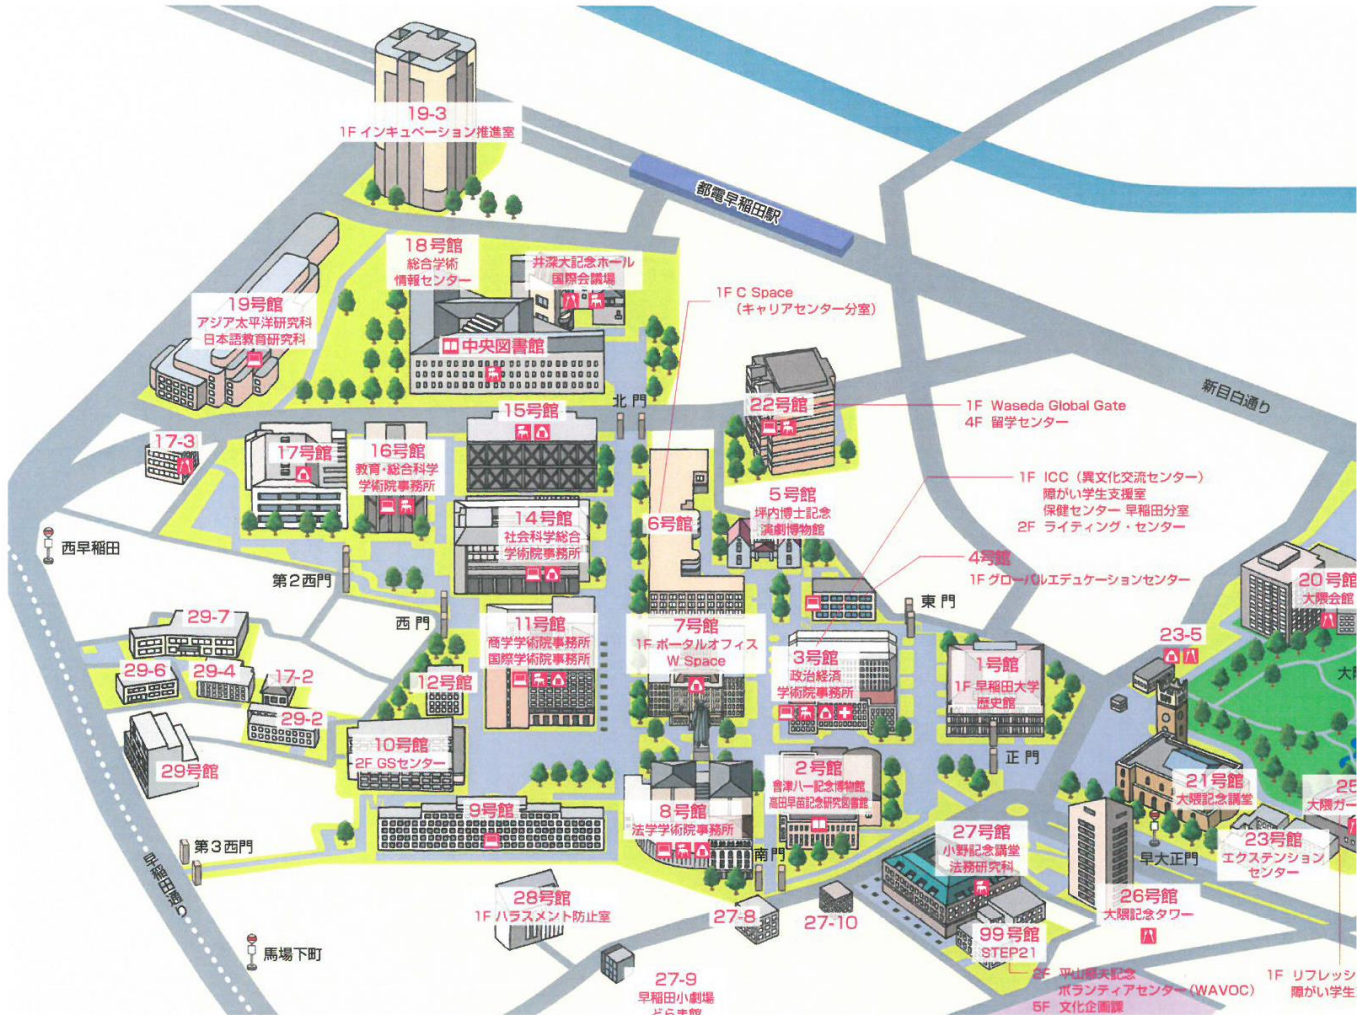 19-3
1F インキュベーション推進室
都電早稲田駅
18号館
総合学術
情報センター
井深大記念ホール
国際会議場
19号館
アジア太平洋研究科
日本語教育研究科
中央図書館
1F C Space
(キャリアセンター分室)
新目白通り
北門
22号館
1F Waseda Global Gate
4F 留学センター
15号館
17-3
17号館
16号館
教育・総合科学
学術院事務所
1F ICC (異文化交流センター)
障がい学生支援室
保健センター 早稲田分室
2F ライティング・センター
5号館
坪内博士記念
演劇博物館
6号館
14号館
社会科学総合
学術院事務所
西早稲田
第2西門
4号館
1F グローバルエデュケーションセンター
20号館
大隈会館
東門
西門
29-7
11号館
商学学術院事務所
国際学術院事務所
7号館
1F ポータルオフィス
W Space
3号館
政治経済
学術院事務所
1号館
1F 早稲田大学
歴史館
23-5
29-6
29-4
17-2
12号館
29-2
大隈
10号館
2F GSセンター
29号館
正門
2号館
會津八一記念博物館
高田早苗記念研究図書館
21号館
大隈記念講堂
25
大隈ガー
9号館
8号館
法学学術院事務所
27号館
小野記念講堂
法務研究科
23号館
エクステンション
センター
第3西門
早稲田通り
南門
早大正門
26号館
大隈記念タワー
28号館
1F ハラスメント防止室
27-8
27-10
99号館
STEP21
馬場下町
27-9
早稲田小劇場
どらま館
2F 平山郁夫記念
ボランティアセンター(WAVOC)
5F 文化企画課
1F リフレッシ
障がい学生